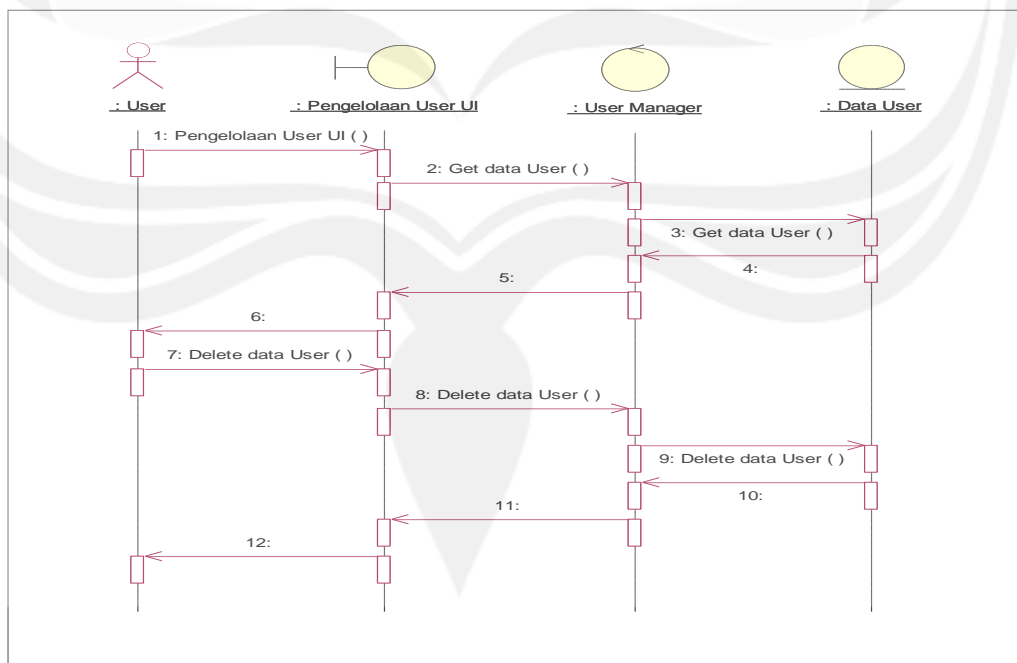 : User
: Pengelolaan User UI
: User Manager
: Data User
1: Pengelolaan User UI ( )
2: Get data User ( )
3: Get data User ( )
4:
5:
6:
7: Delete data User ( )
8: Delete data User ( )
9: Delete data User ( )
10:
11:
12: